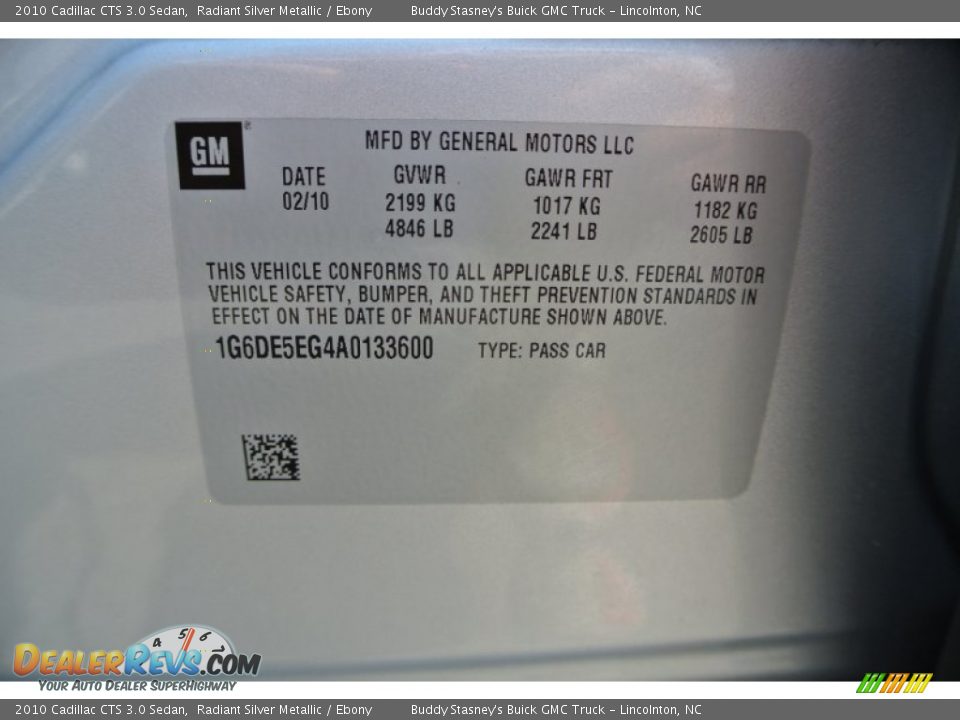 2010 Cadillac CTS 3.0 Sedan, Radiant Silver Metallic / Ebony Buddy Stasney's Buick GMC Truck - Lincolnton, NC
GM
MFD BY GENERAL MOTORS LLC
DATE GVWR GAWR FRT GAWR RR
02/10 2199 KG 1017 KG 1182 KG
4846 LB 2241 LB 2605 LB
THIS VEHICLE CONFORMS TO ALL APPLICABLE U.S. FEDERAL MOTOR
VEHICLE SAFETY, BUMPER, AND THEFT PREVENTION STANDARDS IN
EFFECT ON THE DATE OF MANUFACTURE SHOWN ABOVE.
1G6DE5EG4A0133600 TYPE: PASS CAR
4 5 6 7
DealerRevs.com
Your Auto Dealer SuperHighway
2010 Cadillac CTS 3.0 Sedan, Radiant Silver Metallic / Ebony Buddy Stasney's Buick GMC Truck - Lincolnton, NC